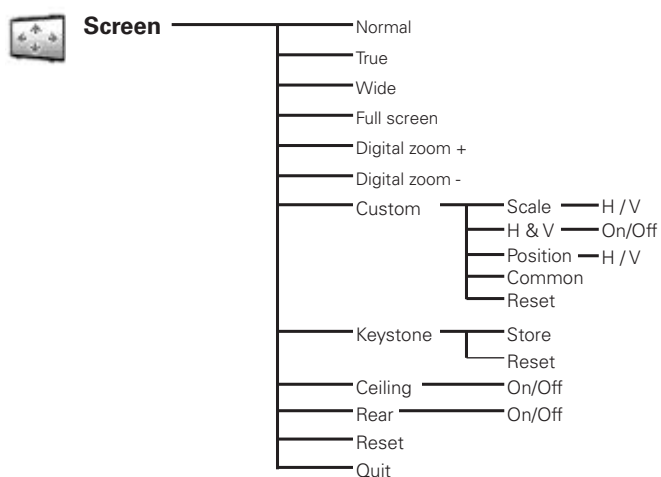 Screen Normal
True
Wide
Full screen
Digital zoom +
Digital zoom -
Custom Scale H / V
H & V On/Off
Position H / V
Common
Reset
Keystone Store
Reset
Ceiling On/Off
Rear On/Off
Reset
Quit